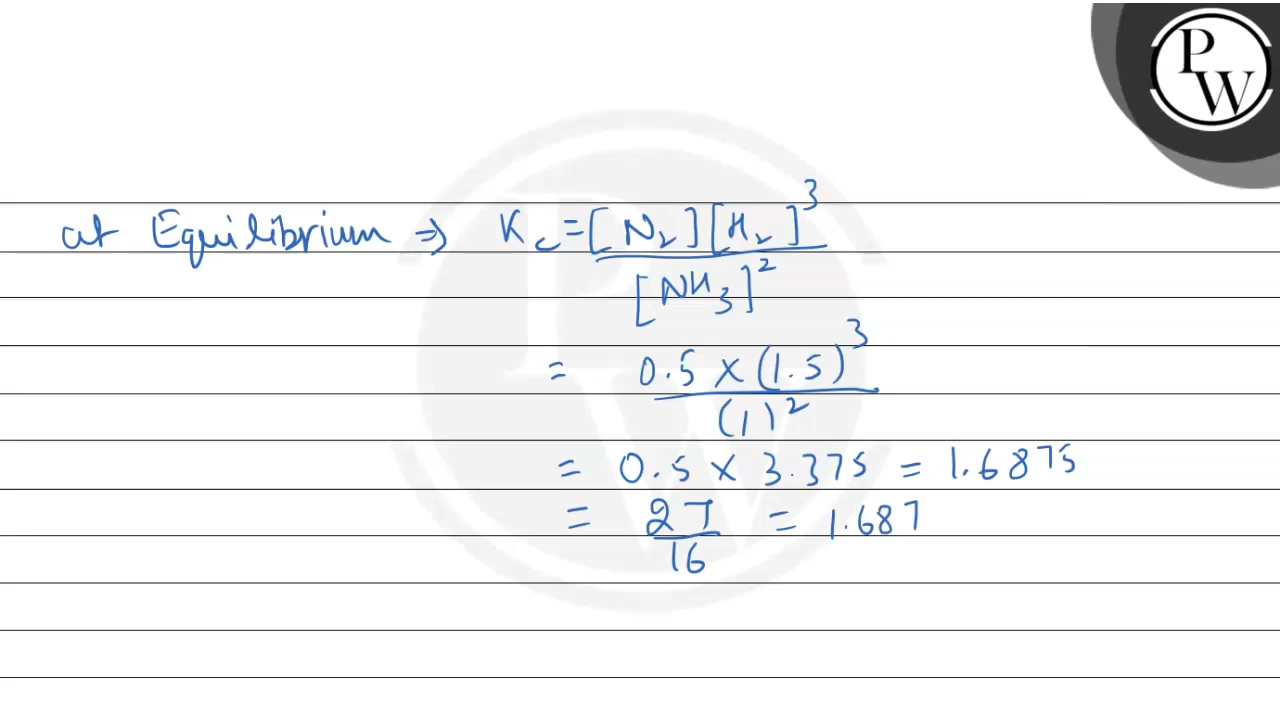 PW
at Equilibrium ⇒ Kc = [N₂][H₂]³ / [NH₃]²
= 0.5 × (1.5)³ / (1)²
= 0.5 × 3.375 = 1.6875
= 27/16 = 1.687